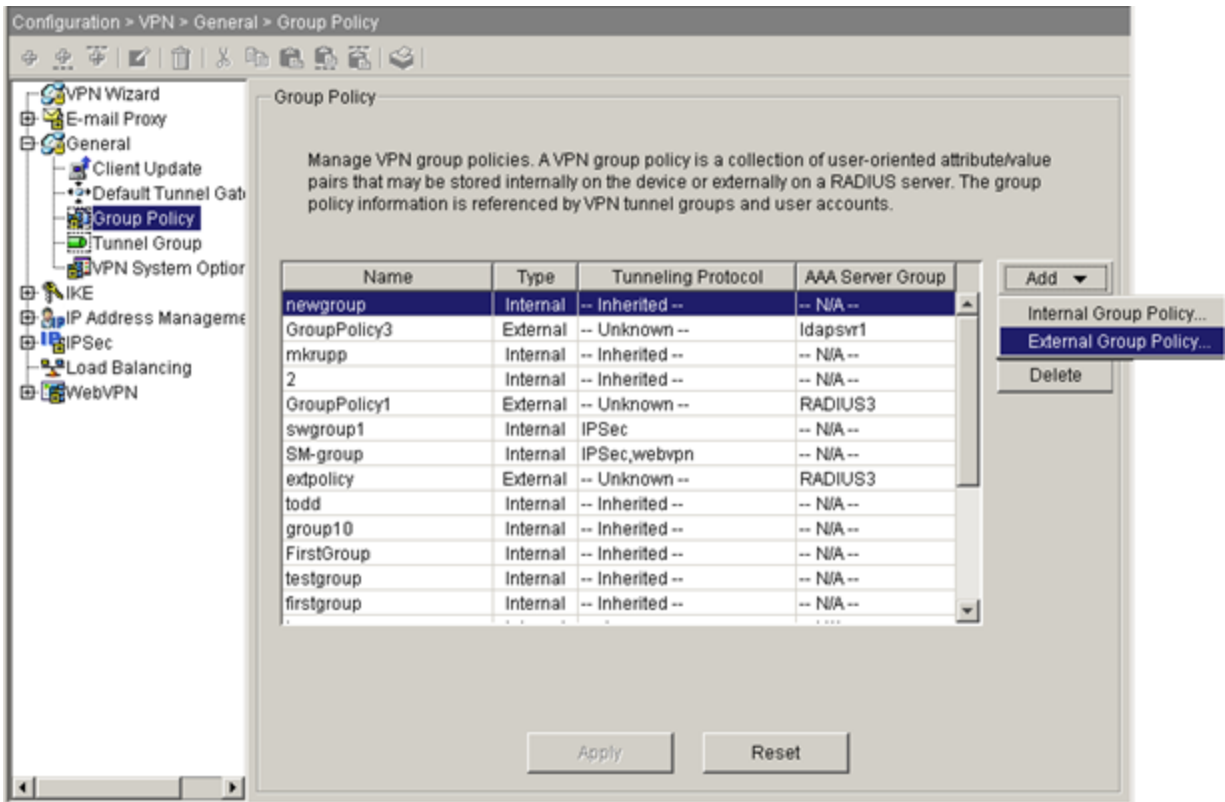 Configuration > VPN > General > Group Policy
VPN Wizard
E-mail Proxy
General
Client Update
Default Tunnel Gat
Group Policy
Tunnel Group
VPN System Option
IKE
IP Address Manageme
IPSec
Load Balancing
WebVPN
Group Policy
Manage VPN group policies. A VPN group policy is a collection of user-oriented attribute/value
pairs that may be stored internally on the device or externally on a RADIUS server. The group
policy information is referenced by VPN tunnel groups and user accounts.
Name Type Tunneling Protocol AAA Server Group
newgroup Internal -- Inherited -- -- N/A --
GroupPolicy3 External -- Unknown -- ldapsvr1
mkrupp Internal -- Inherited -- -- N/A --
2 Internal -- Inherited -- -- N/A --
GroupPolicy1 External -- Unknown -- RADIUS3
swgroup1 Internal IPSec -- N/A --
SM-group Internal IPSec,webvpn -- N/A --
extpolicy External -- Unknown -- RADIUS3
todd Internal -- Inherited -- -- N/A --
group10 Internal -- Inherited -- -- N/A --
FirstGroup Internal -- Inherited -- -- N/A --
testgroup Internal -- Inherited -- -- N/A --
firstgroup Internal -- Inherited -- -- N/A --
Add
Internal Group Policy...
External Group Policy...
Delete
Apply Reset